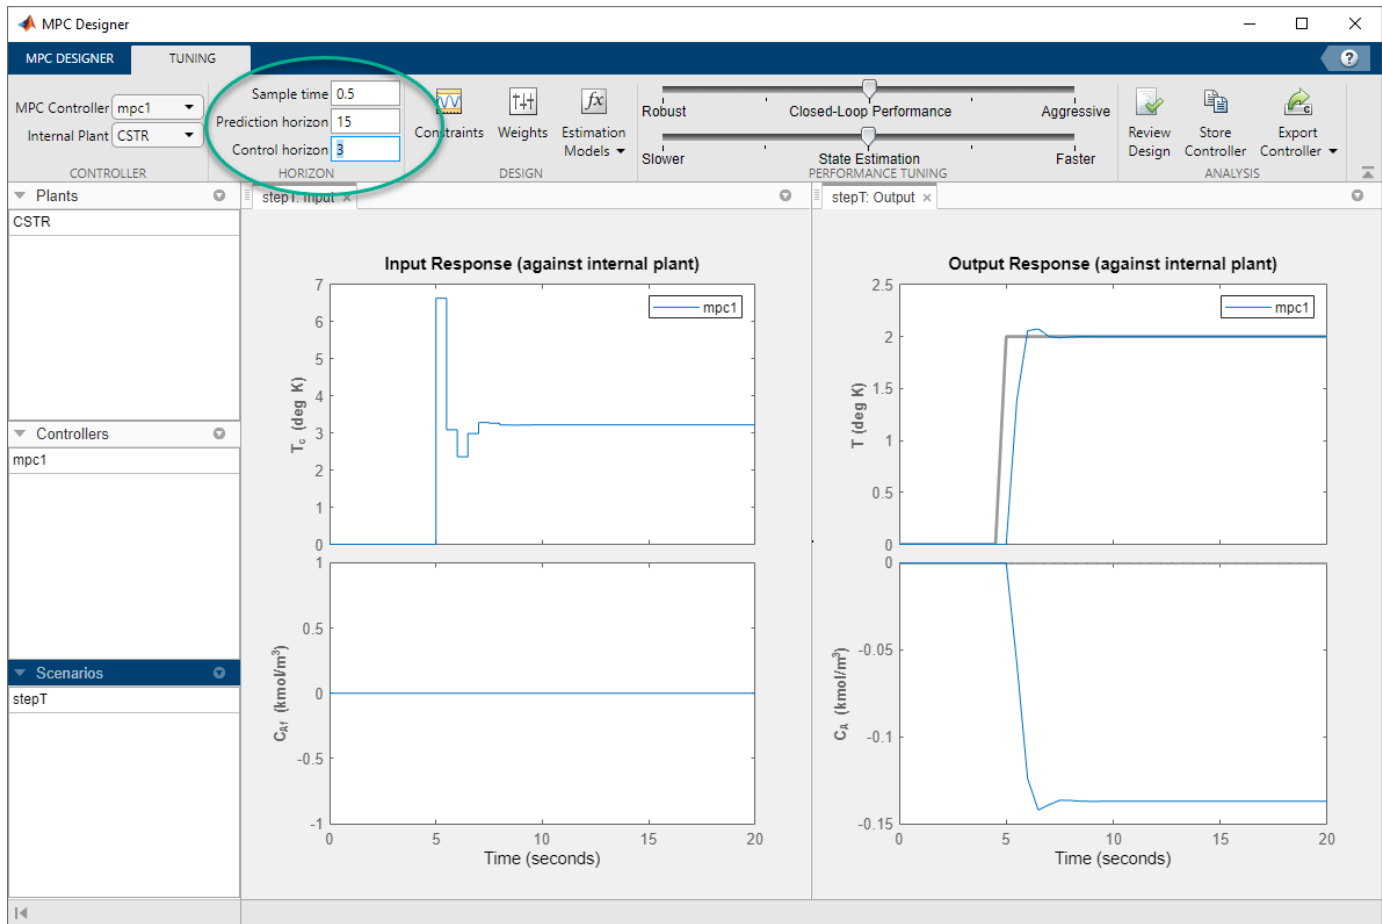 MPC Designer
MPC DESIGNER
TUNING
MPC Controller mpc1
Internal Plant CSTR
CONTROLLER
Sample time 0.5
Prediction horizon 15
Control horizon 3
HORIZON
Constraints
Weights
Estimation
Models
DESIGN
Robust Closed-Loop Performance Aggressive
Slower State Estimation Faster
PERFORMANCE TUNING
Review
Design
Store
Controller
Export
Controller
ANALYSIS
Plants
CSTR
Controllers
mpc1
Scenarios
stepT
stepT: Input
Input Response (against internal plant)
mpc1
T_c (deg K)
7
6
5
4
3
2
1
0
C_Af (kmol/m³)
1
0.5
0
-0.5
-1
0 5 10 15 20
Time (seconds)
stepT: Output
Output Response (against internal plant)
mpc1
T (deg K)
2.5
2
1.5
1
0.5
0
C_A (kmol/m³)
0
-0.05
-0.1
-0.15
0 5 10 15 20
Time (seconds)